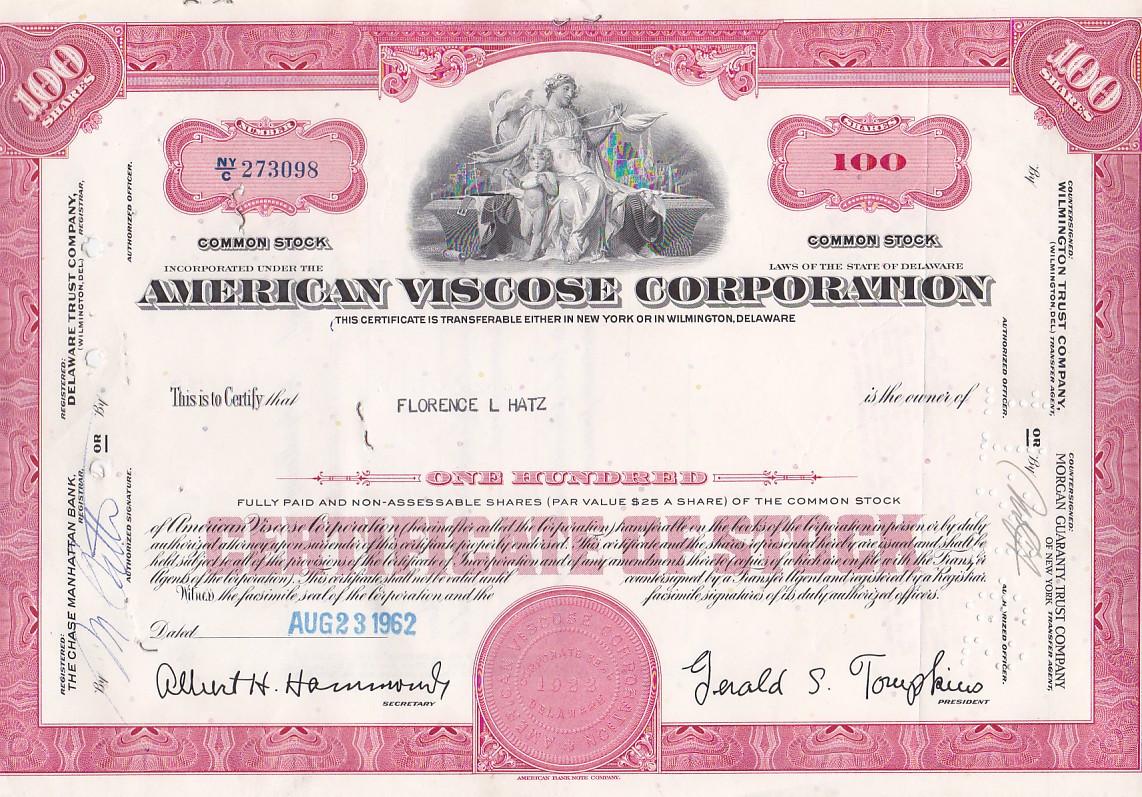 100
SHARES
100
SHARES
NUMBER
NY/C 273098
SHARES
100
COMMON STOCK
COMMON STOCK
INCORPORATED UNDER THE
LAWS OF THE STATE OF DELAWARE
AMERICAN VISCOSE CORPORATION
THIS CERTIFICATE IS TRANSFERABLE EITHER IN NEW YORK OR IN WILMINGTON, DELAWARE
This is to Certify that
FLORENCE L HATZ
is the owner of
ONE HUNDRED
FULLY PAID AND NON-ASSESSABLE SHARES (PAR VALUE $25 A SHARE) OF THE COMMON STOCK
CERTIFICATE OF STOCK
of American Viscose Corporation (hereinafter called the Corporation) transferable on the books of the Corporation in person or by duly
authorized attorney upon surrender of this certificate properly endorsed. This certificate and the shares represented hereby are issued and shall be
held subject to all of the provisions of the Certificate of Incorporation and of any amendments thereto (copies of which are on file with the Transfer
Agents of the Corporation). This certificate shall not be valid until countersigned by a Transfer Agent and registered by a Registrar.
Witness the facsimile seal of the Corporation and the facsimile signatures of its duly authorized officers.
Dated
AUG 23 1962
Albert H. Hammond
SECRETARY
Gerald S. Tompkins
PRESIDENT
CORPORATE SEAL
DELAWARE
AMERICAN BANK NOTE COMPANY.
REGISTERED:
DELAWARE TRUST COMPANY,
(WILMINGTON, DEL.) REGISTRAR,
By
AUTHORIZED OFFICER.
OR
REGISTERED:
THE CHASE MANHATTAN BANK,
REGISTRAR,
By
AUTHORIZED SIGNATURE.
COUNTERSIGNED:
WILMINGTON TRUST COMPANY,
(WILMINGTON, DEL.) TRANSFER AGENT,
By
AUTHORIZED OFFICER.
OR
COUNTERSIGNED:
MORGAN GUARANTY TRUST COMPANY
OF NEW YORK TRANSFER AGENT,
By
AUTHORIZED OFFICER.